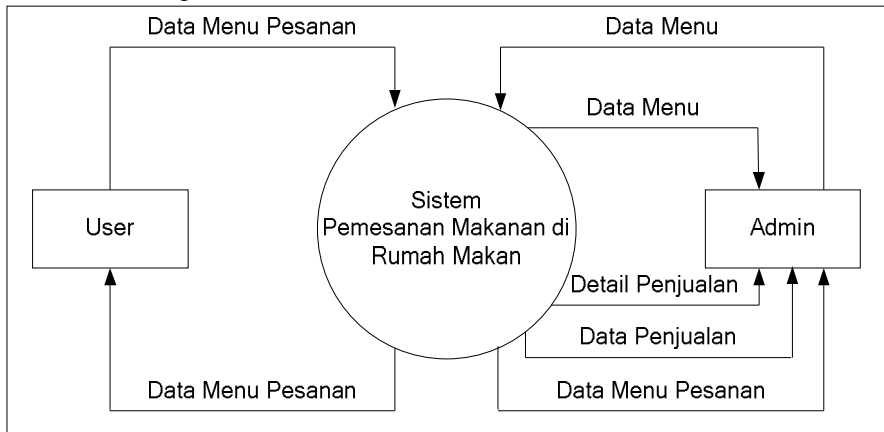 Data Menu Pesanan
Data Menu
Data Menu
User
Sistem
Pemesanan Makanan di
Rumah Makan
Admin
Detail Penjualan
Data Penjualan
Data Menu Pesanan
Data Menu Pesanan